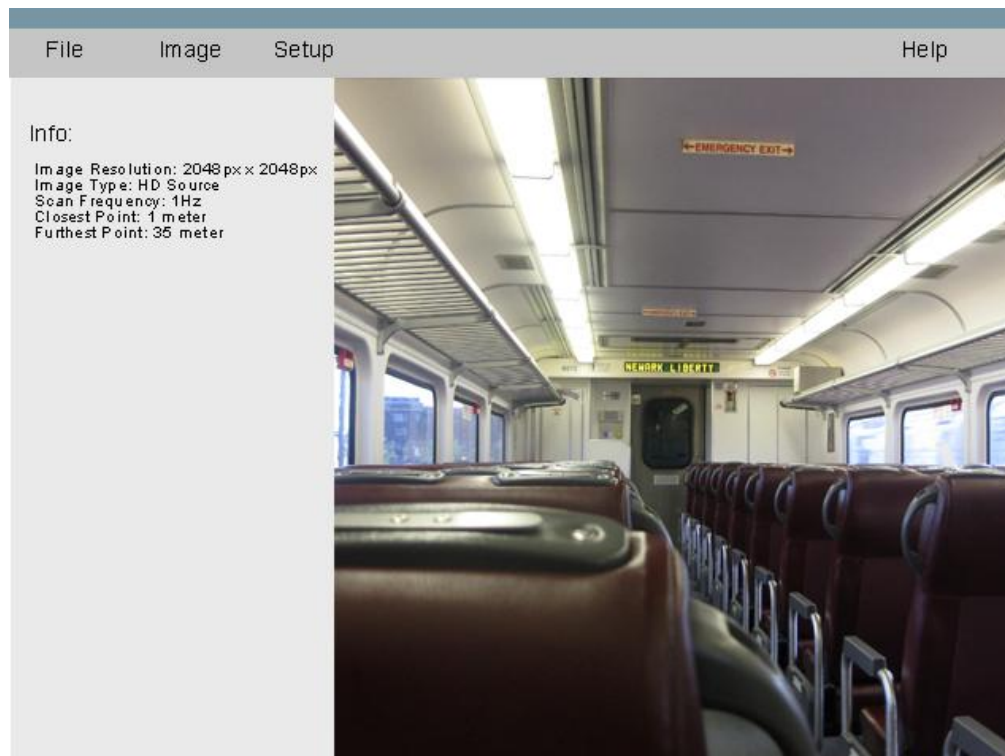 File Image Setup Help
Info:
Image Resolution: 2048px x 2048px
Image Type: HD Source
Scan Frequency: 1Hz
Closest Point: 1 meter
Furthest Point: 35 meter
←EMERGENCY EXIT→
NEWARK LIBERTY